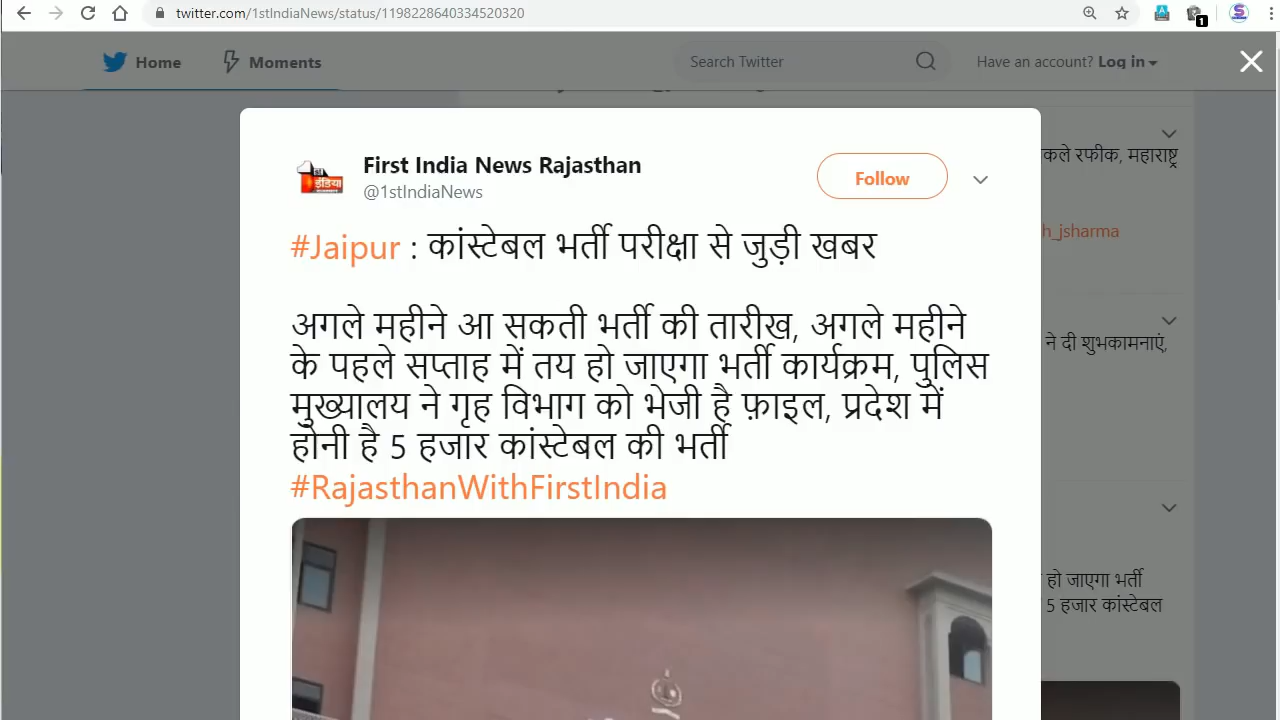 twitter.com/1stIndiaNews/status/1198228640334520320
1
Home
Moments
Search Twitter
Have an account? Log in
First India News Rajasthan
@1stIndiaNews
Follow
इंडिया
#Jaipur : कांस्टेबल भर्ती परीक्षा से जुड़ी खबर
अगले महीने आ सकती भर्ती की तारीख, अगले महीने
के पहले सप्ताह में तय हो जाएगा भर्ती कार्यक्रम, पुलिस
मुख्यालय ने गृह विभाग को भेजी है फ़ाइल, प्रदेश में
होनी है 5 हजार कांस्टेबल की भर्ती
#RajasthanWithFirstIndia
कले रफीक, महाराष्ट्र
h_jsharma
ने दी शुभकामनाएं,
हो जाएगा भर्ती
5 हजार कांस्टेबल